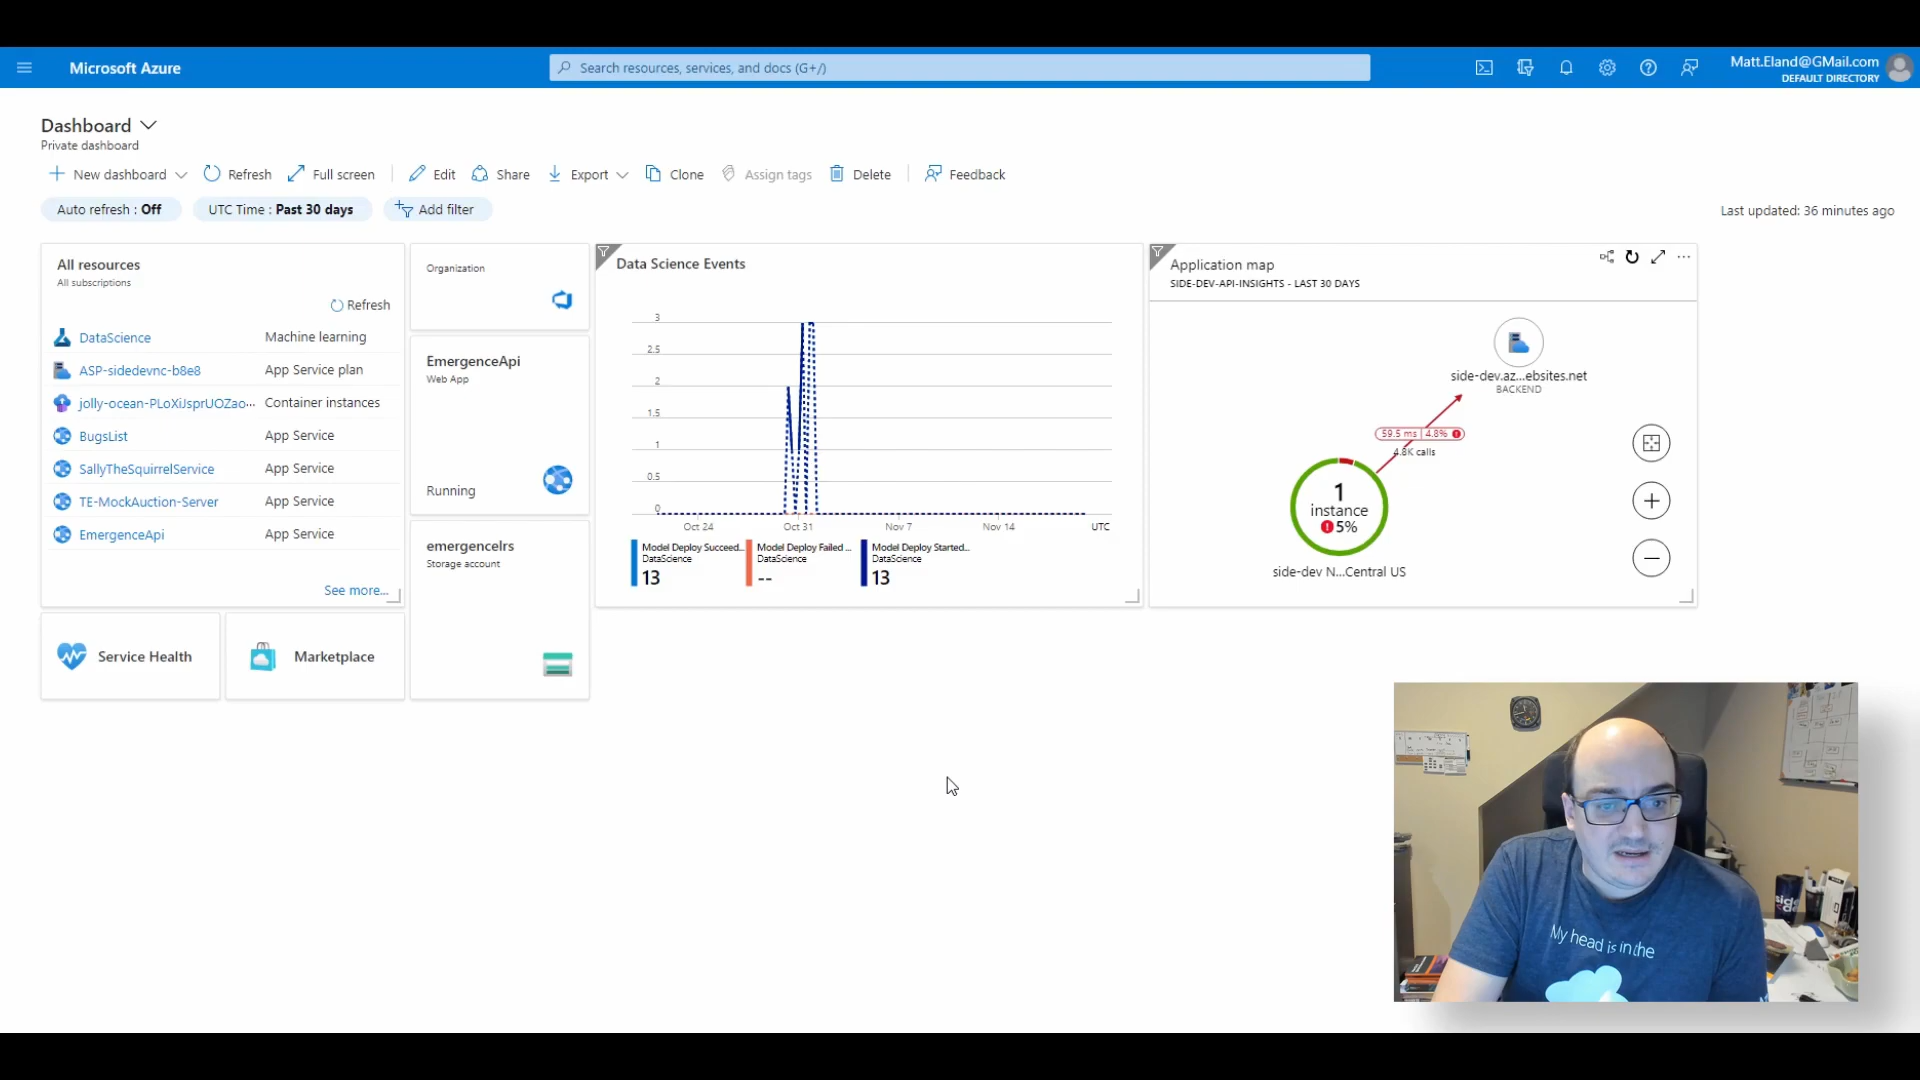 Microsoft Azure
Search resources, services, and docs (G+/)
Matt.Eland@GMail.com
DEFAULT DIRECTORY
Dashboard
Private dashboard
New dashboard
Refresh
Full screen
Edit
Share
Export
Clone
Assign tags
Delete
Feedback
Auto refresh : Off
UTC Time : Past 30 days
Add filter
Last updated: 36 minutes ago
All resources
All subscriptions
Refresh
DataScience Machine learning
ASP-sidedevnc-b8e8 App Service plan
jolly-ocean-PLoXiJsprUOZao... Container instances
BugsList App Service
SallyTheSquirrelService App Service
TE-MockAuction-Server App Service
EmergenceApi App Service
See more...
Service Health
Marketplace
Organization
EmergenceApi
Web App
Running
emergencelrs
Storage account
Data Science Events
3
2.5
2
1.5
1
0.5
0
Oct 24 Oct 31 Nov 7 Nov 14 UTC
Model Deploy Succeed...
DataScience
13
Model Deploy Failed ...
DataScience
--
Model Deploy Started...
DataScience
13
Application map
SIDE-DEV-API-INSIGHTS - LAST 30 DAYS
side-dev.az...ebsites.net
BACKEND
59.5 ms | 4.8%
4.8K calls
1
instance
5%
side-dev N...Central US
My head is in the